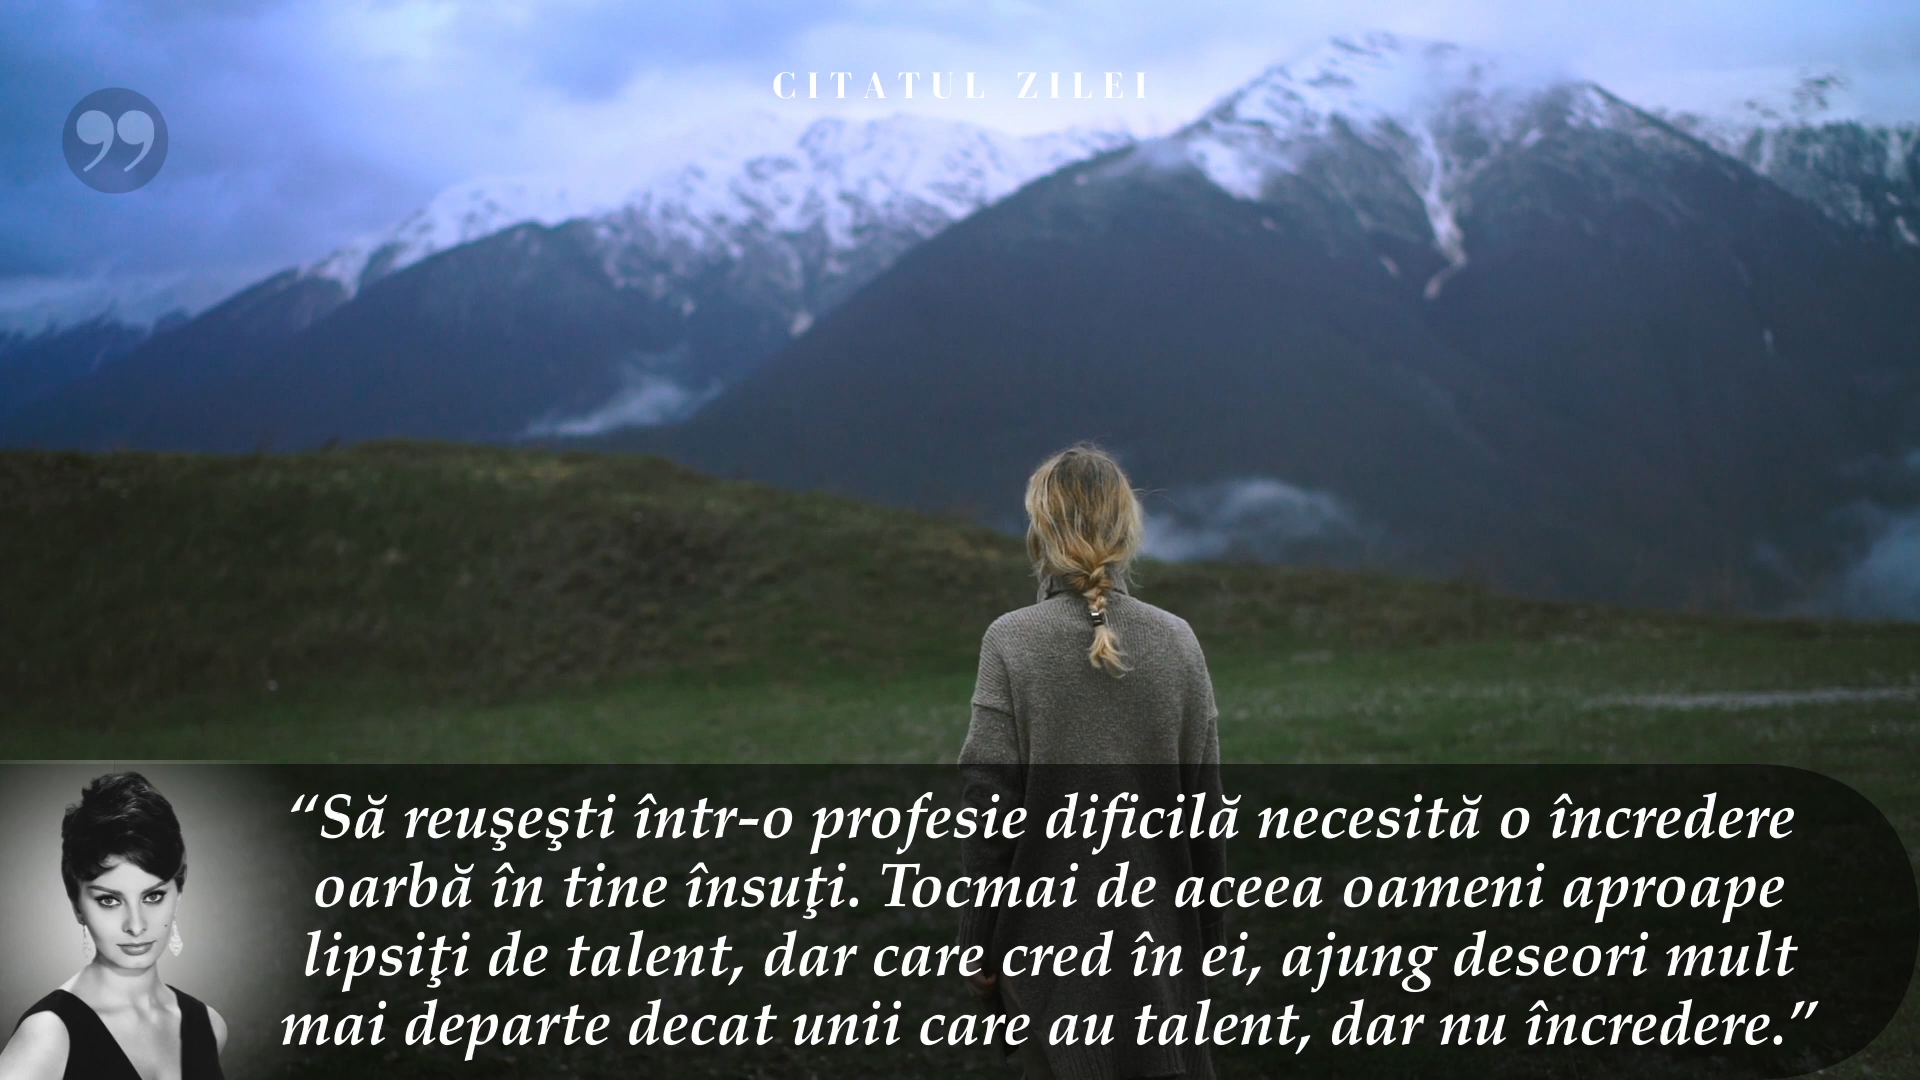 CITATUL ZILEI
“Să reuşeşti într-o profesie dificilă necesită o încredere
oarbă în tine însuţi. Tocmai de aceea oameni aproape
lipsiţi de talent, dar care cred în ei, ajung deseori mult
mai departe decat unii care au talent, dar nu încredere.”